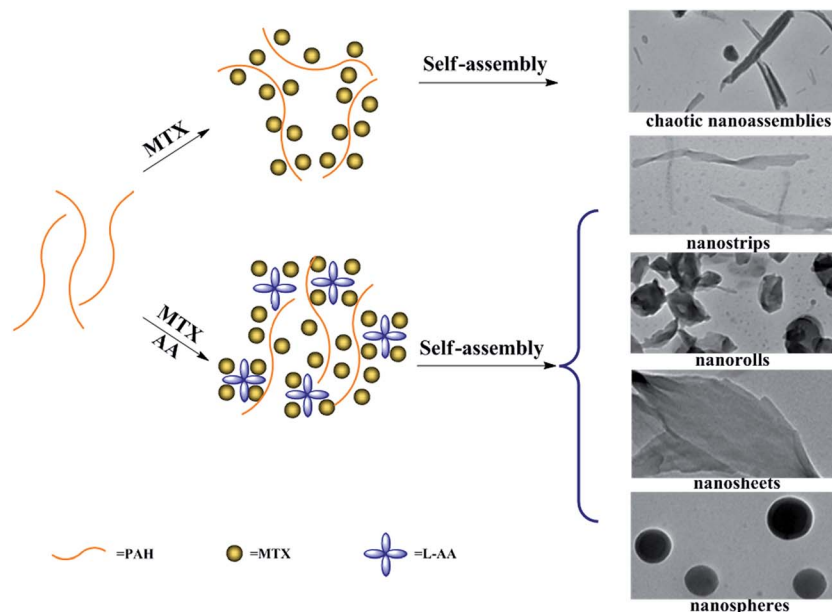 MTX
Self-assembly
chaotic nanoassemblies
nanostrips
MTX
AA
Self-assembly
nanorolls
nanosheets
nanospheres
=PAH
=MTX
=L-AA